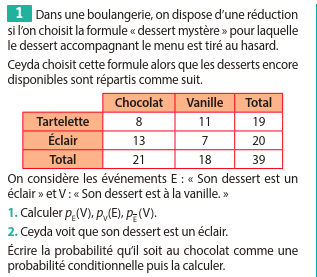 1 Dans une boulangerie, on dispose d'une réduction
si l'on choisit la formule « dessert mystère » pour laquelle
le dessert accompagnant le menu est tiré au hasard.
Ceyda choisit cette formule alors que les desserts encore
disponibles sont répartis comme suit.
Chocolat Vanille Total
Tartelette 8 11 19
Éclair 13 7 20
Total 21 18 39
On considère les événements E : « Son dessert est un
éclair » et V : « Son dessert est à la vanille. »
1. Calculer p_E(V), p_V(E), p_E̅(V).
2. Ceyda voit que son dessert est un éclair.
Écrire la probabilité qu'il soit au chocolat comme une
probabilité conditionnelle puis la calculer.